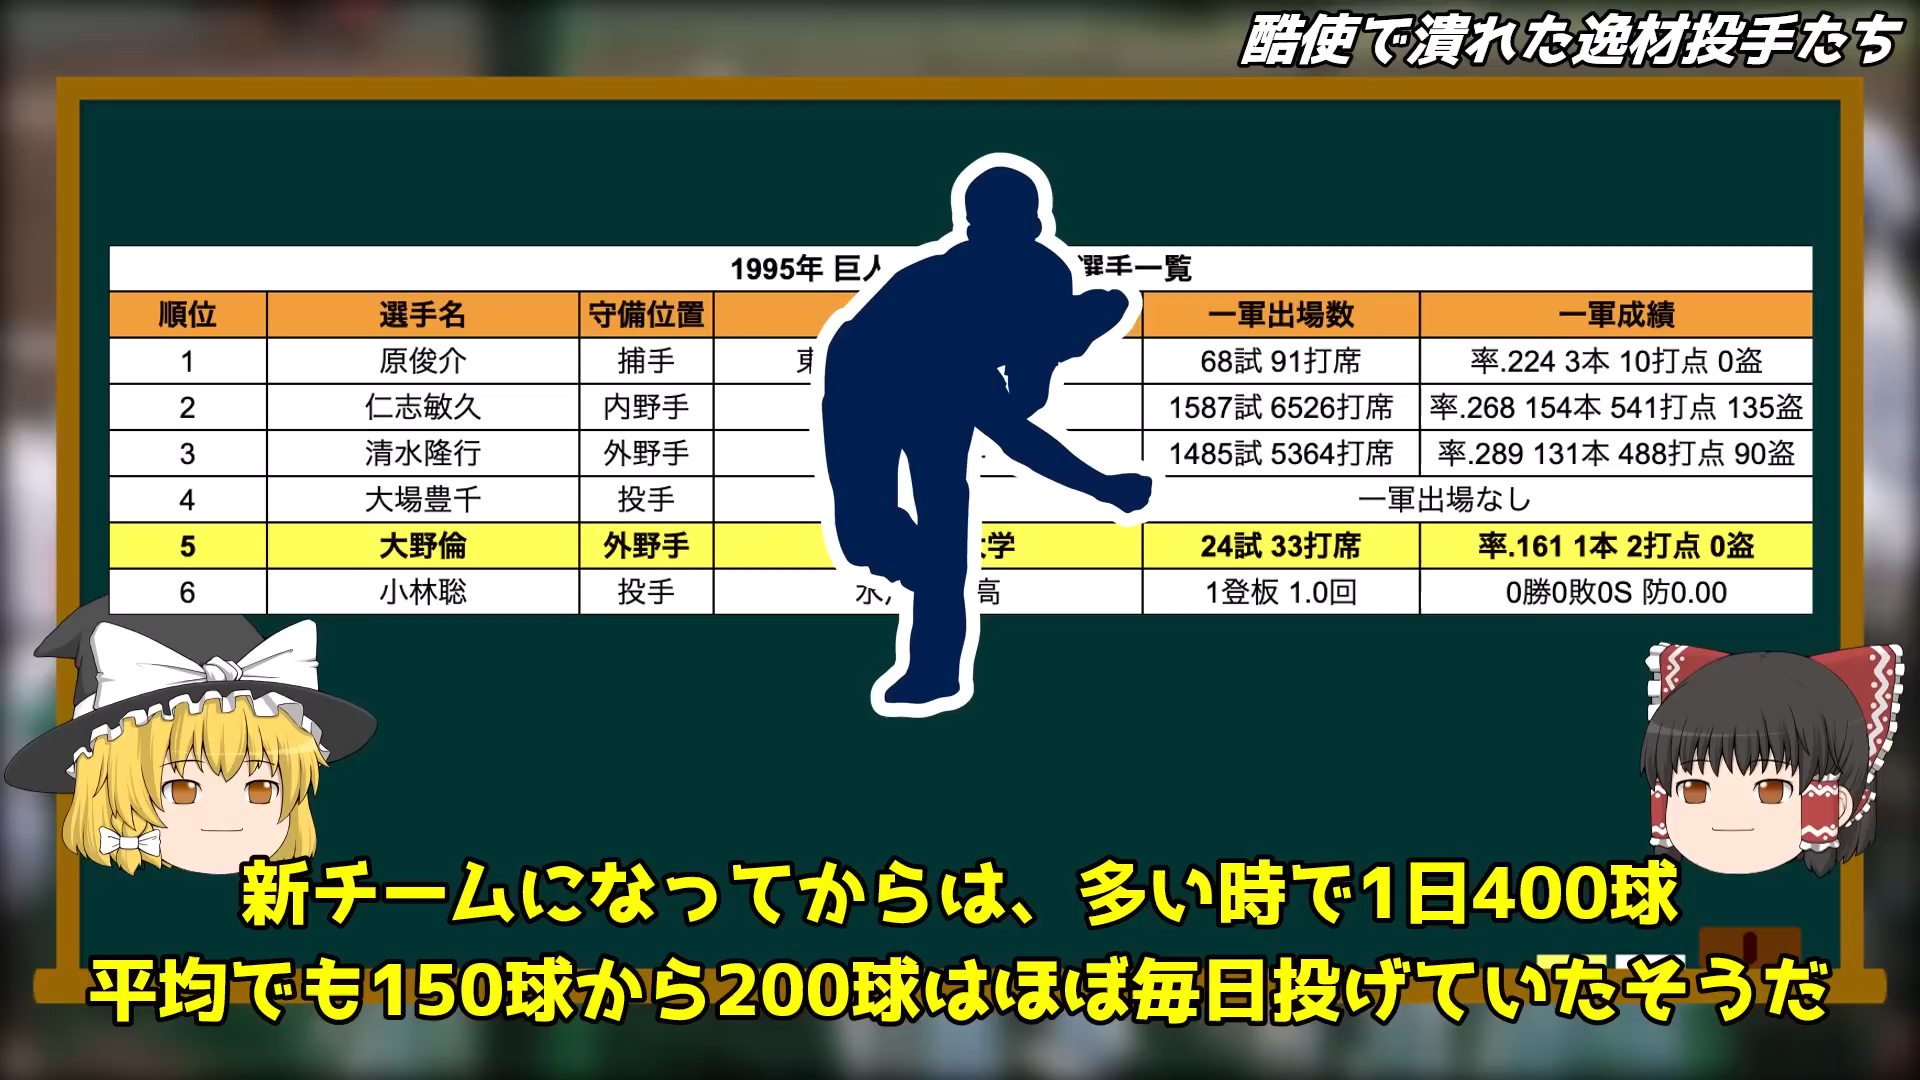 酷使で潰れた逸材投手たち
1995年 巨人 選手一覧
順位 選手名 守備位置 一軍出場数 一軍成績
1 原俊介 捕手 東 68試 91打席 率.224 3本 10打点 0盗
2 仁志敏久 内野手 1587試 6526打席 率.268 154本 541打点 135盗
3 清水隆行 外野手 1485試 5364打席 率.289 131本 488打点 90盗
4 大場豊千 投手 一軍出場なし
5 大野倫 外野手 大学 24試 33打席 率.161 1本 2打点 0盗
6 小林聡 投手 水 高 1登板 1.0回 0勝0敗0S 防0.00
新チームになってからは、多い時で1日400球
平均でも150球から200球はほぼ毎日投げていたそうだ